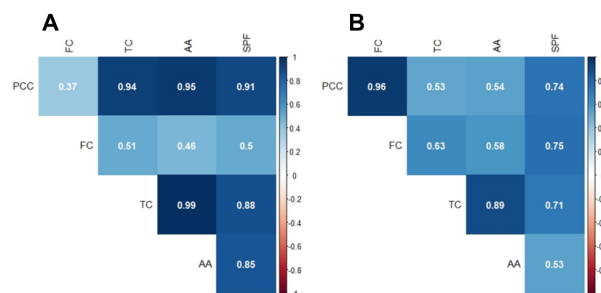 A
FC TC AA SPF
PCC 0.37 0.94 0.95 0.91
FC 0.51 0.46 0.5
TC 0.99 0.88
AA 0.85
1
0.8
0.6
0.4
0.2
0
-0.2
-0.4
-0.6
-0.8
B
FC TC AA SPF
PCC 0.96 0.53 0.54 0.74
FC 0.63 0.58 0.75
TC 0.89 0.71
AA 0.53